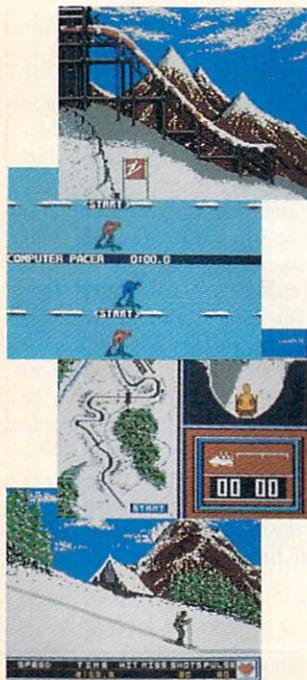 START
COMPUTER PACER 0:00.0
START
START
00 00
SPEED TIME HIT MISS SHOTS PULSE